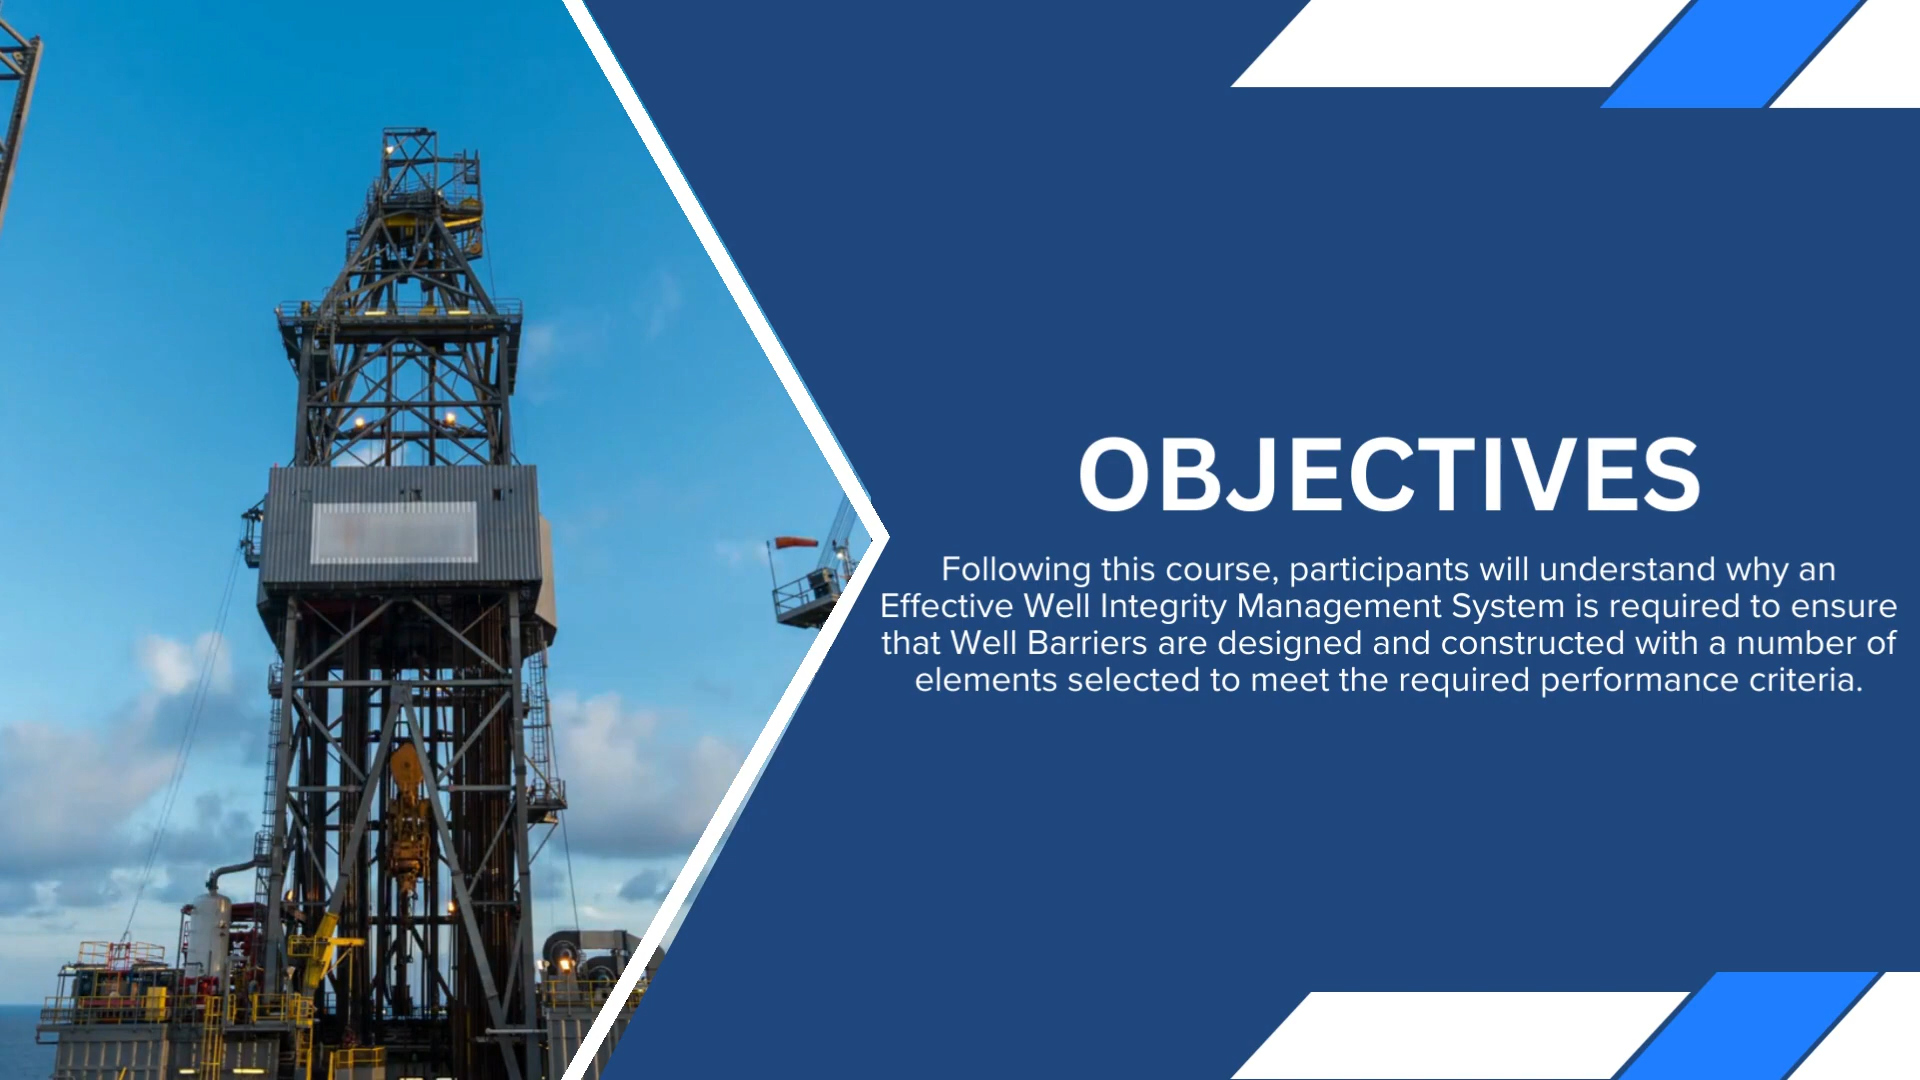 OBJECTIVES
Following this course, participants will understand why an
Effective Well Integrity Management System is required to ensure
that Well Barriers are designed and constructed with a number of
elements selected to meet the required performance criteria.